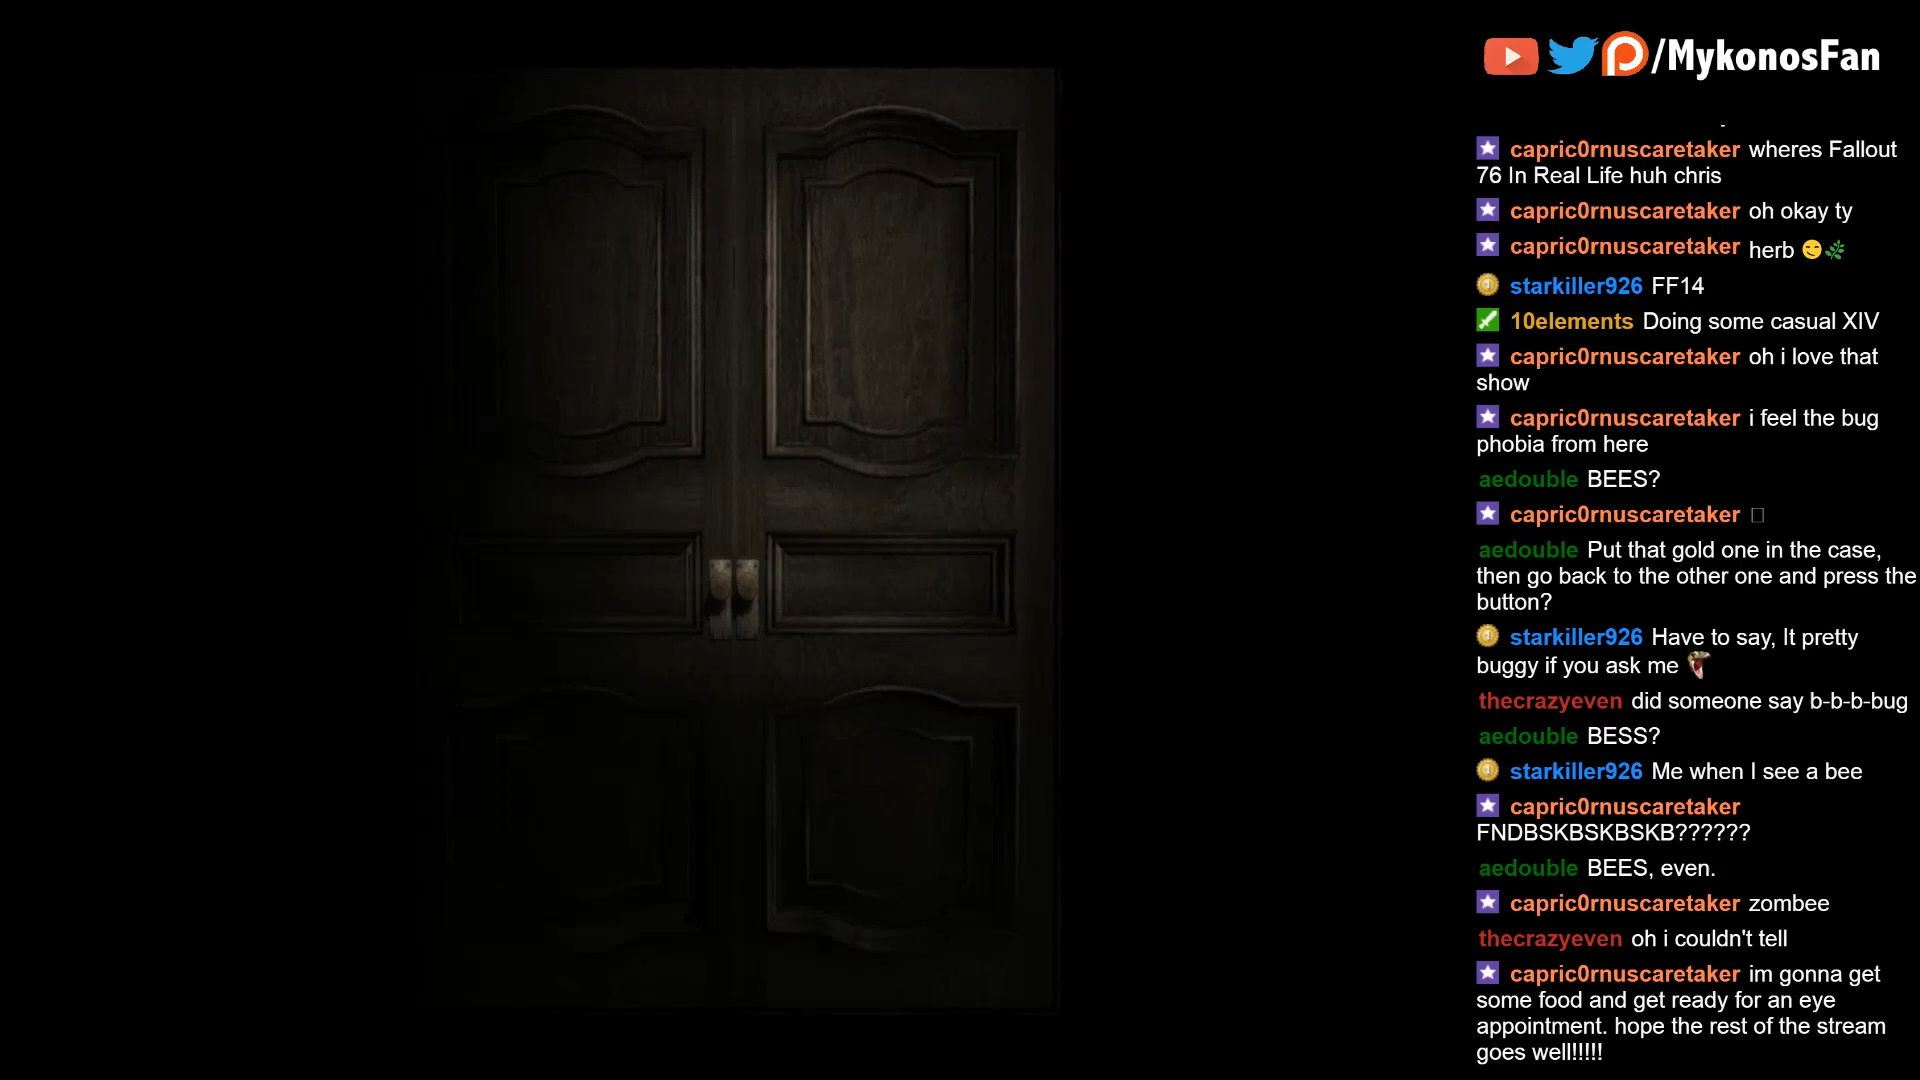 /MykonosFan
capric0rnuscaretaker wheres Fallout
76 In Real Life huh chris
capric0rnuscaretaker oh okay ty
capric0rnuscaretaker herb 😊🌿
starkiller926 FF14
10elements Doing some casual XIV
capric0rnuscaretaker oh i love that
show
capric0rnuscaretaker i feel the bug
phobia from here
aedouble BEES?
capric0rnuscaretaker
aedouble Put that gold one in the case,
then go back to the other one and press the
button?
starkiller926 Have to say, It pretty
buggy if you ask me
thecrazyeven did someone say b-b-b-bug
aedouble BESS?
starkiller926 Me when I see a bee
capric0rnuscaretaker
FNDBSKBSKBSKB??????
aedouble BEES, even.
capric0rnuscaretaker zombee
thecrazyeven oh i couldn't tell
capric0rnuscaretaker im gonna get
some food and get ready for an eye
appointment. hope the rest of the stream
goes well!!!!!